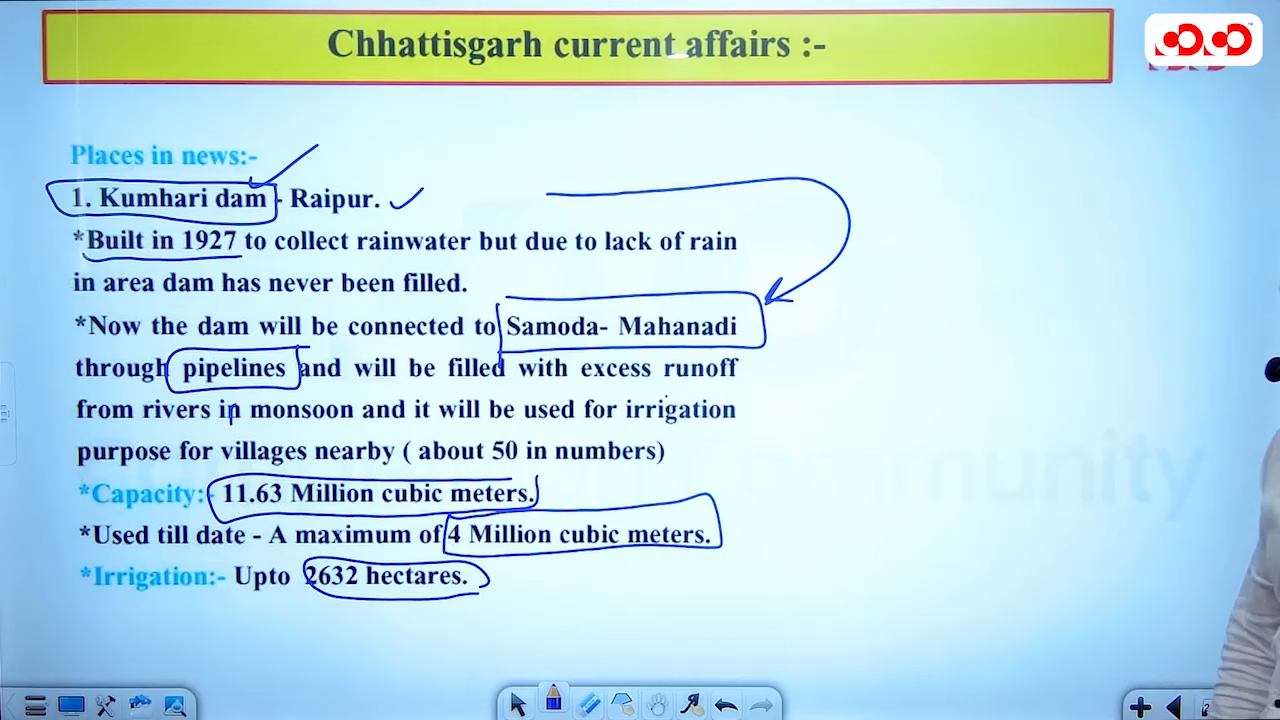 Chhattisgarh current affairs :-
Places in news:-
1. Kumhari dam - Raipur.
*Built in 1927 to collect rainwater but due to lack of rain
in area dam has never been filled.
*Now the dam will be connected to Samoda- Mahanadi
through pipelines and will be filled with excess runoff
from rivers in monsoon and it will be used for irrigation
purpose for villages nearby ( about 50 in numbers)
*Capacity:- 11.63 Million cubic meters.
*Used till date - A maximum of 4 Million cubic meters.
*Irrigation:- Upto 2632 hectares.